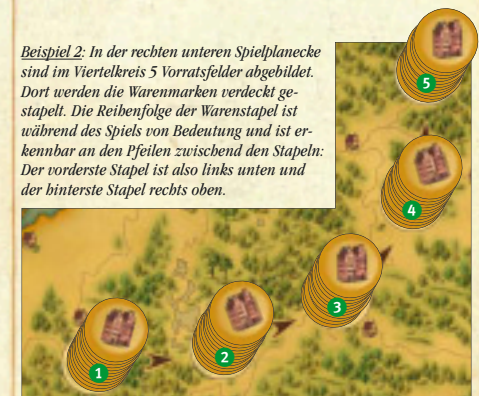 Beispiel 2: In der rechten unteren Spielplanecke
sind im Viertelkreis 5 Vorratsfelder abgebildet.
Dort werden die Warenmarken verdeckt ge-
stapelt. Die Reihenfolge der Warenstapel ist
während des Spiels von Bedeutung und ist er-
kennbar an den Pfeilen zwischend den Stapeln:
Der vorderste Stapel ist also links unten und
der hinterste Stapel rechts oben.
5
4
3
2
1